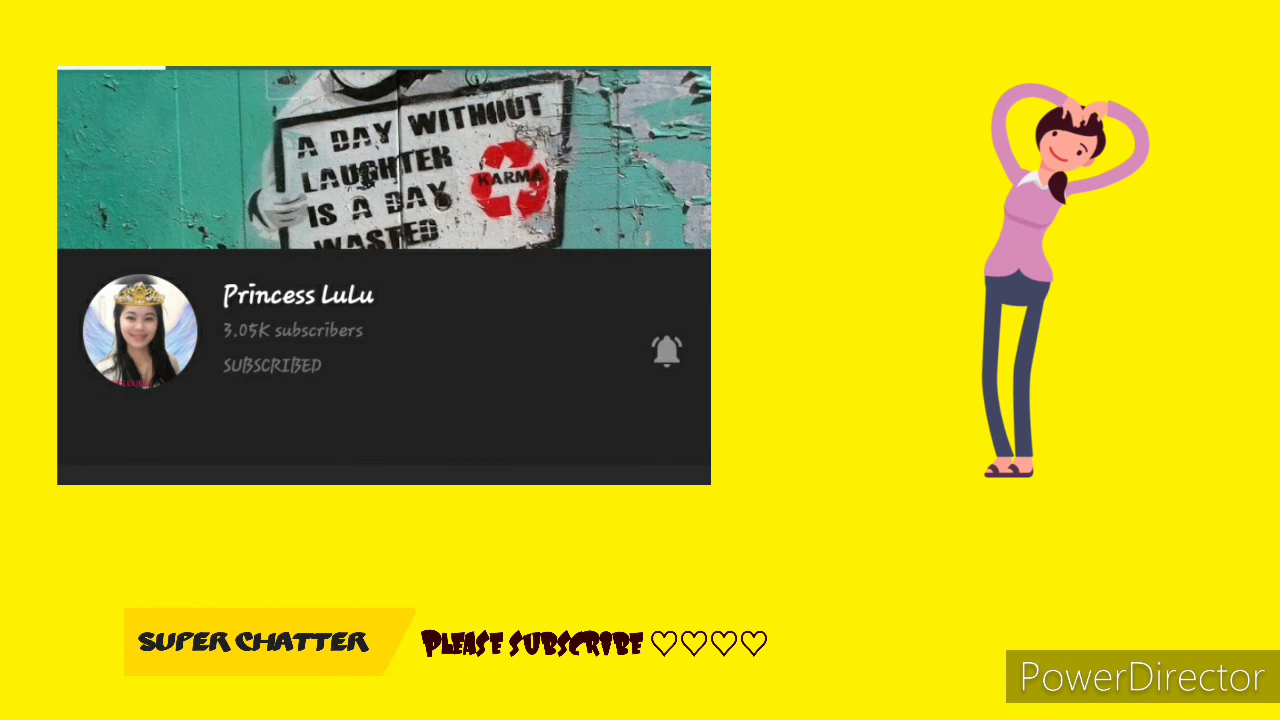 A DAY WITHOUT
LAUGHTER
IS A DAY
WASTED
KARMA
Princess LuLu
3.05K subscribers
SUBSCRIBED
SUPER CHATTER
PLEASE SUBSCRIBE ♡♡♡♡
PowerDirector